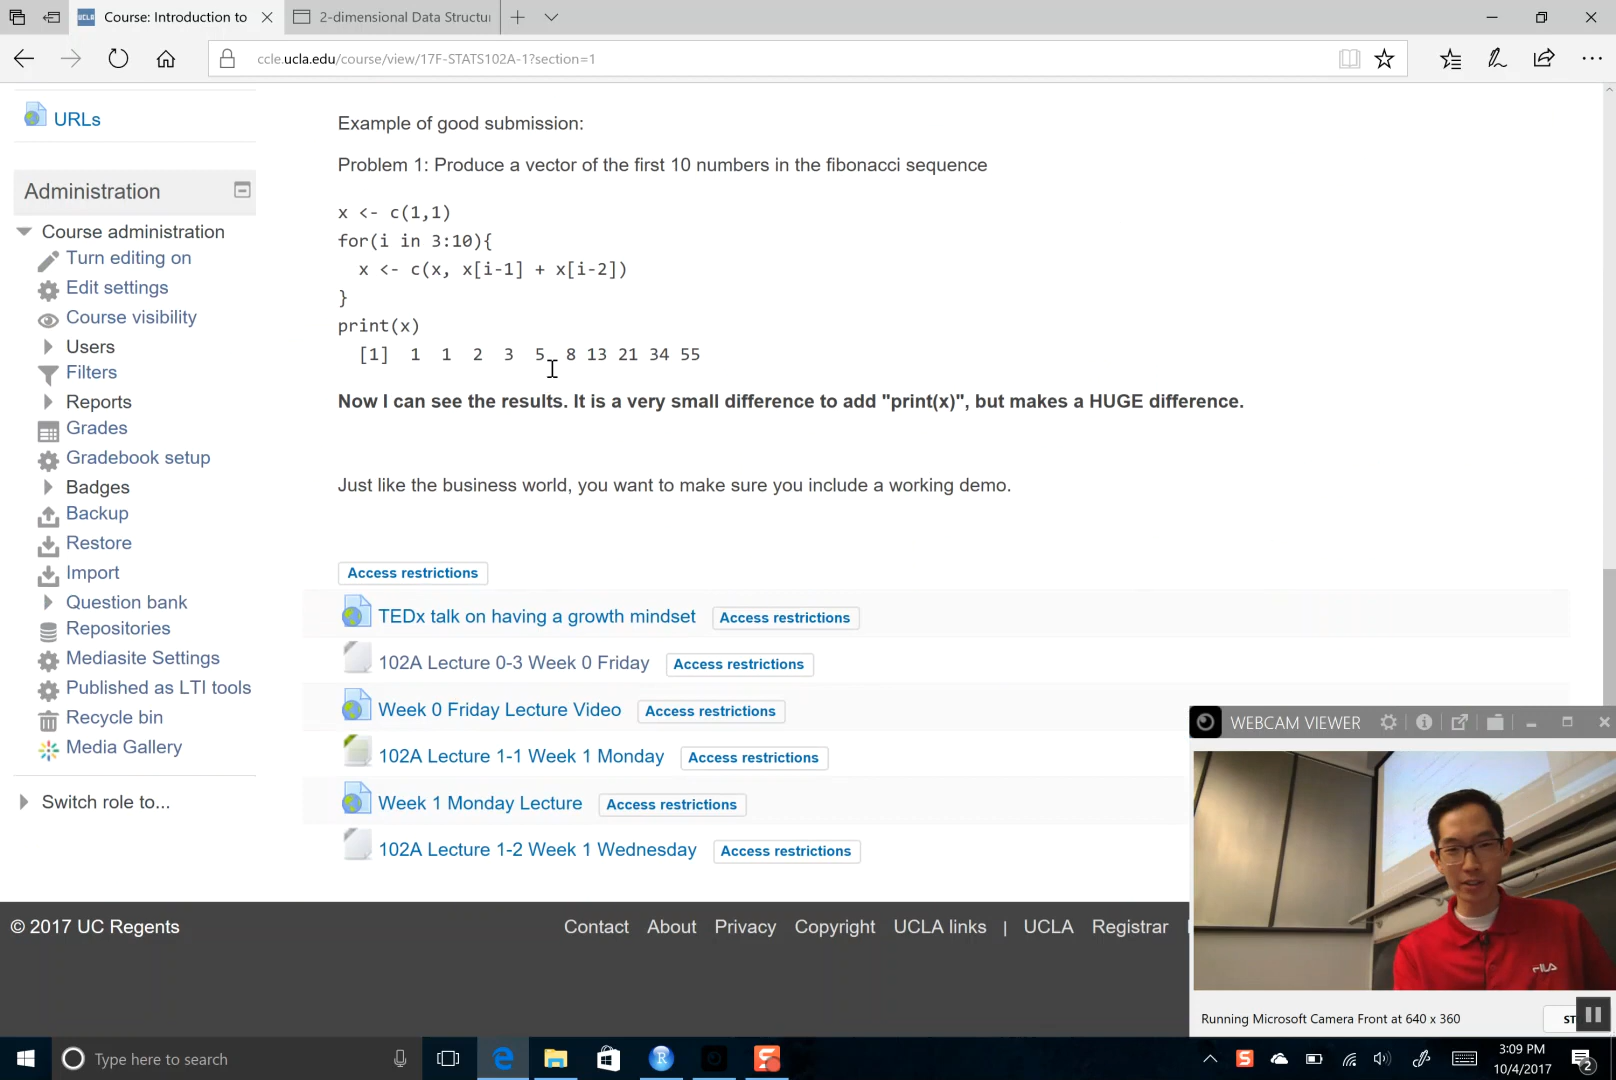 Course: Introduction to
2-dimensional Data Structu
ccle.ucla.edu/course/view/17F-STATS102A-1?section=1
URLs
Administration
Course administration
Turn editing on
Edit settings
Course visibility
Users
Filters
Reports
Grades
Gradebook setup
Badges
Backup
Restore
Import
Question bank
Repositories
Mediasite Settings
Published as LTI tools
Recycle bin
Media Gallery
Switch role to...
Example of good submission:
Problem 1: Produce a vector of the first 10 numbers in the fibonacci sequence
x <- c(1,1)
for(i in 3:10){
x <- c(x, x[i-1] + x[i-2])
}
print(x)
[1] 1 1 2 3 5 8 13 21 34 55
Now I can see the results. It is a very small difference to add "print(x)", but makes a HUGE difference.
Just like the business world, you want to make sure you include a working demo.
Access restrictions
TEDx talk on having a growth mindset Access restrictions
102A Lecture 0-3 Week 0 Friday Access restrictions
Week 0 Friday Lecture Video Access restrictions
102A Lecture 1-1 Week 1 Monday Access restrictions
Week 1 Monday Lecture Access restrictions
102A Lecture 1-2 Week 1 Wednesday Access restrictions
WEBCAM VIEWER
FILA
Running Microsoft Camera Front at 640 x 360
ST
© 2017 UC Regents
Contact About Privacy Copyright UCLA links | UCLA Registrar
Type here to search
3:09 PM
10/4/2017
2